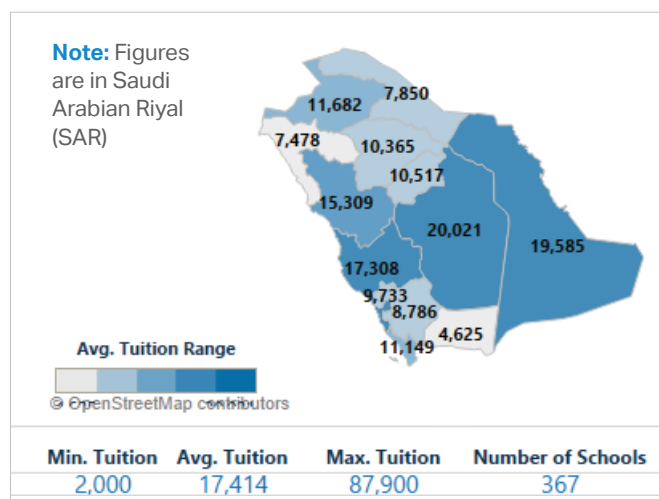 Note: Figures
are in Saudi
Arabian Riyal
(SAR)
7,850
11,682
7,478
10,365
10,517
15,309
20,021
19,585
17,308
9,733
8,786
4,625
11,149
Avg. Tuition Range
© OpenStreetMap contributors
Min. Tuition Avg. Tuition Max. Tuition Number of Schools
2,000 17,414 87,900 367